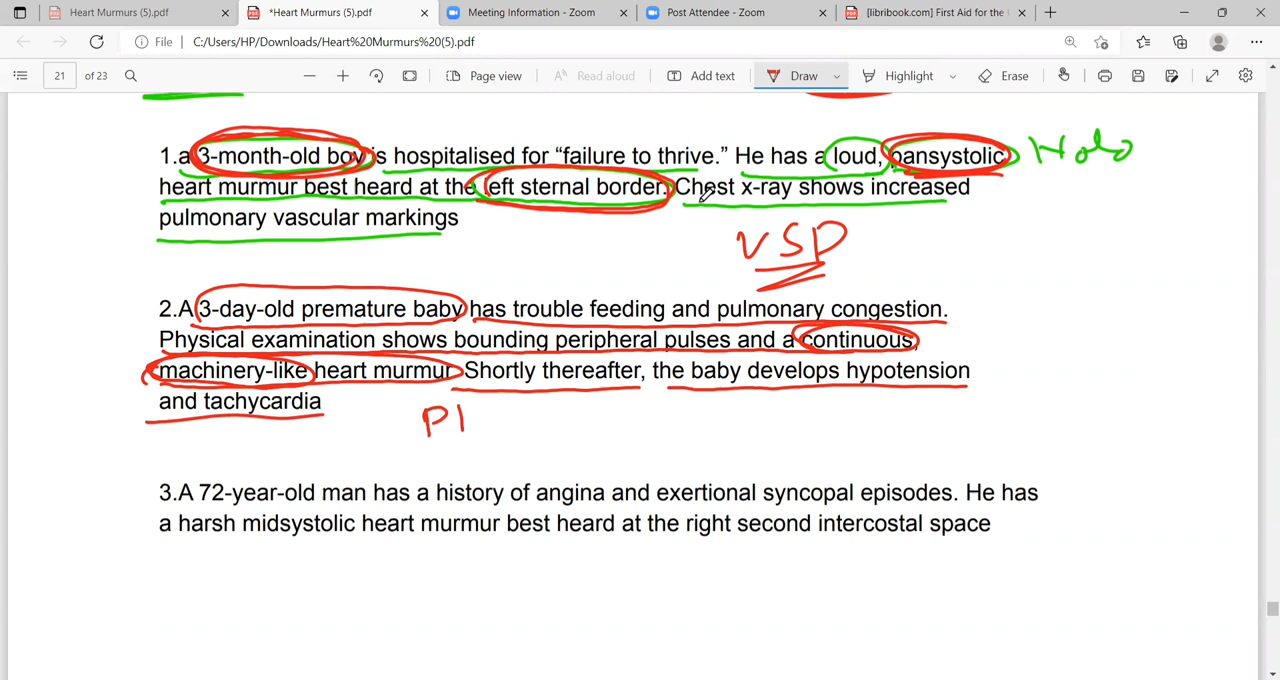 Heart Murmurs (5).pdf
*Heart Murmurs (5).pdf
Meeting Information - Zoom
Post Attendee - Zoom
[libribook.com] First Aid for the
File C:/Users/HP/Downloads/Heart%20Murmurs%20(5).pdf
21 of 23 Page view Read aloud Add text Draw Highlight Erase
1.a 3-month-old boy is hospitalised for “failure to thrive.” He has a loud, pansystolic Holo
heart murmur best heard at the left sternal border. Chest x-ray shows increased
pulmonary vascular markings
VSD
2.A 3-day-old premature baby has trouble feeding and pulmonary congestion.
Physical examination shows bounding peripheral pulses and a continuous,
machinery-like heart murmur. Shortly thereafter, the baby develops hypotension
and tachycardia
Pl
3.A 72-year-old man has a history of angina and exertional syncopal episodes. He has
a harsh midsystolic heart murmur best heard at the right second intercostal space